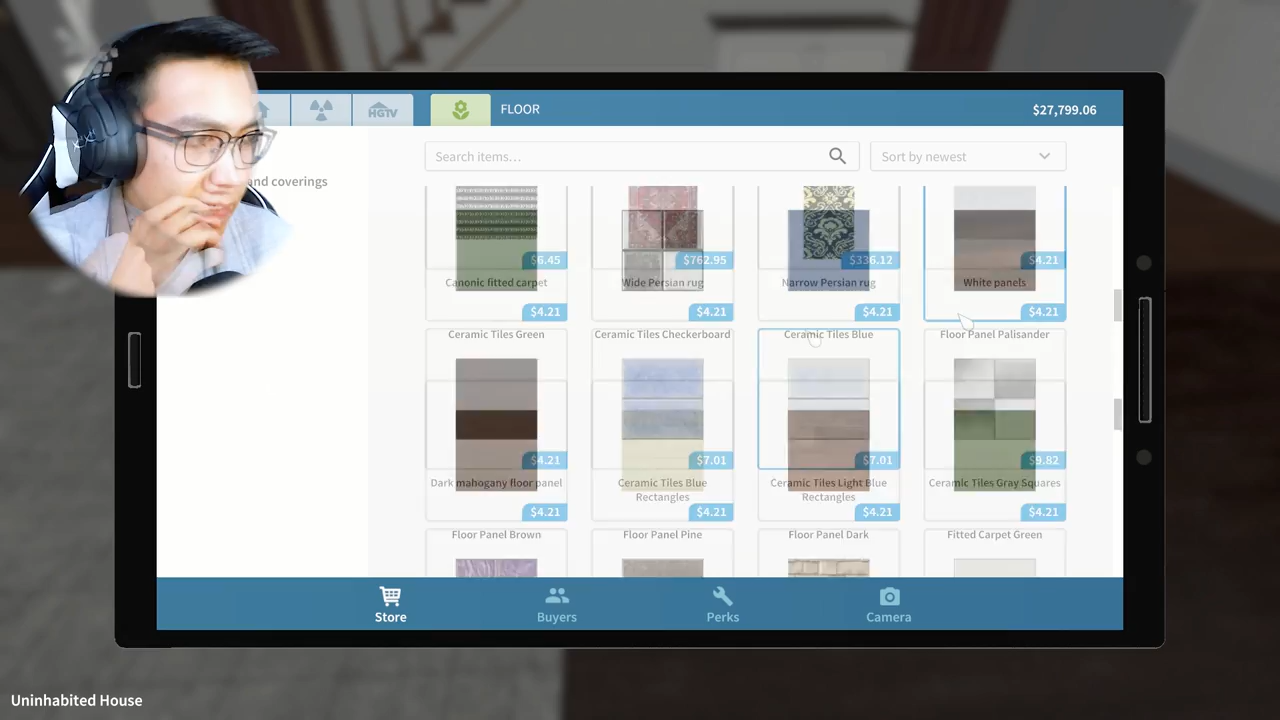 HGTV
FLOOR
$27,799.06
and coverings
Search items...
Sort by newest
$6.45
$762.95
$336.12
$4.21
Canonic fitted carpet
Wide Persian rug
Narrow Persian rug
White panels
$4.21
$4.21
$4.21
$4.21
Ceramic Tiles Green
Ceramic Tiles Checkerboard
Ceramic Tiles Blue
Floor Panel Palisander
$4.21
$7.01
$7.01
$9.82
Dark mahogany floor panel
Ceramic Tiles Blue
Rectangles
Ceramic Tiles Light Blue
Rectangles
Ceramic Tiles Gray Squares
$4.21
$4.21
$4.21
$4.21
Floor Panel Brown
Floor Panel Pine
Floor Panel Dark
Fitted Carpet Green
Store
Buyers
Perks
Camera
Uninhabited House